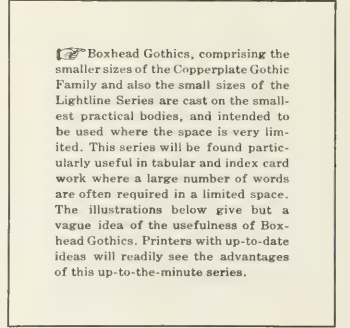 ☞ Boxhead Gothics, comprising the
smaller sizes of the Copperplate Gothic
Family and also the small sizes of the
Lightline Series are cast on the small-
est practical bodies, and intended to
be used where the space is very lim-
ited. This series will be found partic-
ularly useful in tabular and index card
work where a large number of words
are often required in a limited space.
The illustrations below give but a
vague idea of the usefulness of Box-
head Gothics. Printers with up-to-date
ideas will readily see the advantages
of this up-to-the-minute series.